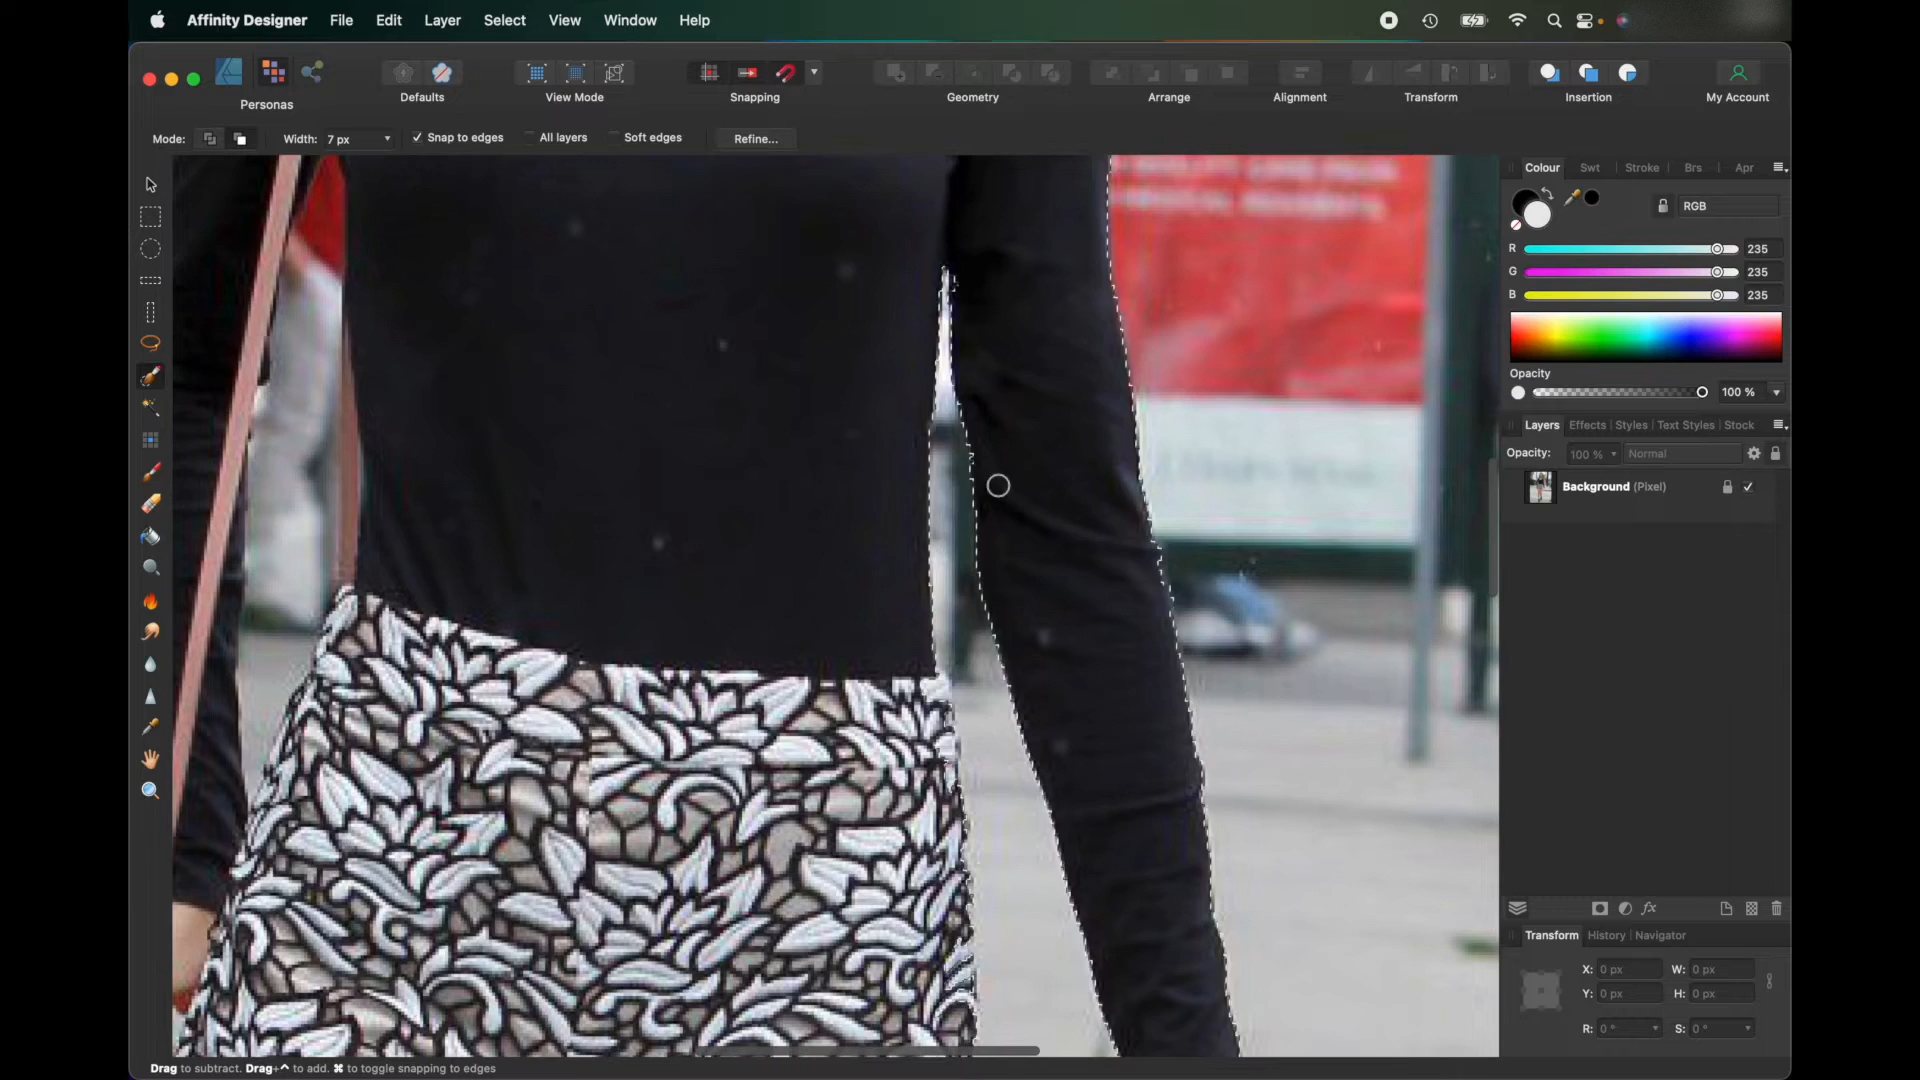 Affinity Designer File Edit Layer Select View Window Help
Personas Defaults View Mode Snapping Geometry Arrange Alignment Transform Insertion My Account
Mode: Width: 7 px Snap to edges All layers Soft edges Refine...
Colour Swt Stroke Brs Apr
RGB
R 235
G 235
B 235
Opacity
100 %
Layers Effects Styles Text Styles Stock
Opacity: 100 % Normal
Background (Pixel)
fx
Transform History Navigator
X: 0 px W: 0 px
Y: 0 px H: 0 px
R: 0 ° S: 0 °
Drag to subtract. Drag+^ to add. ⌘ to toggle snapping to edges